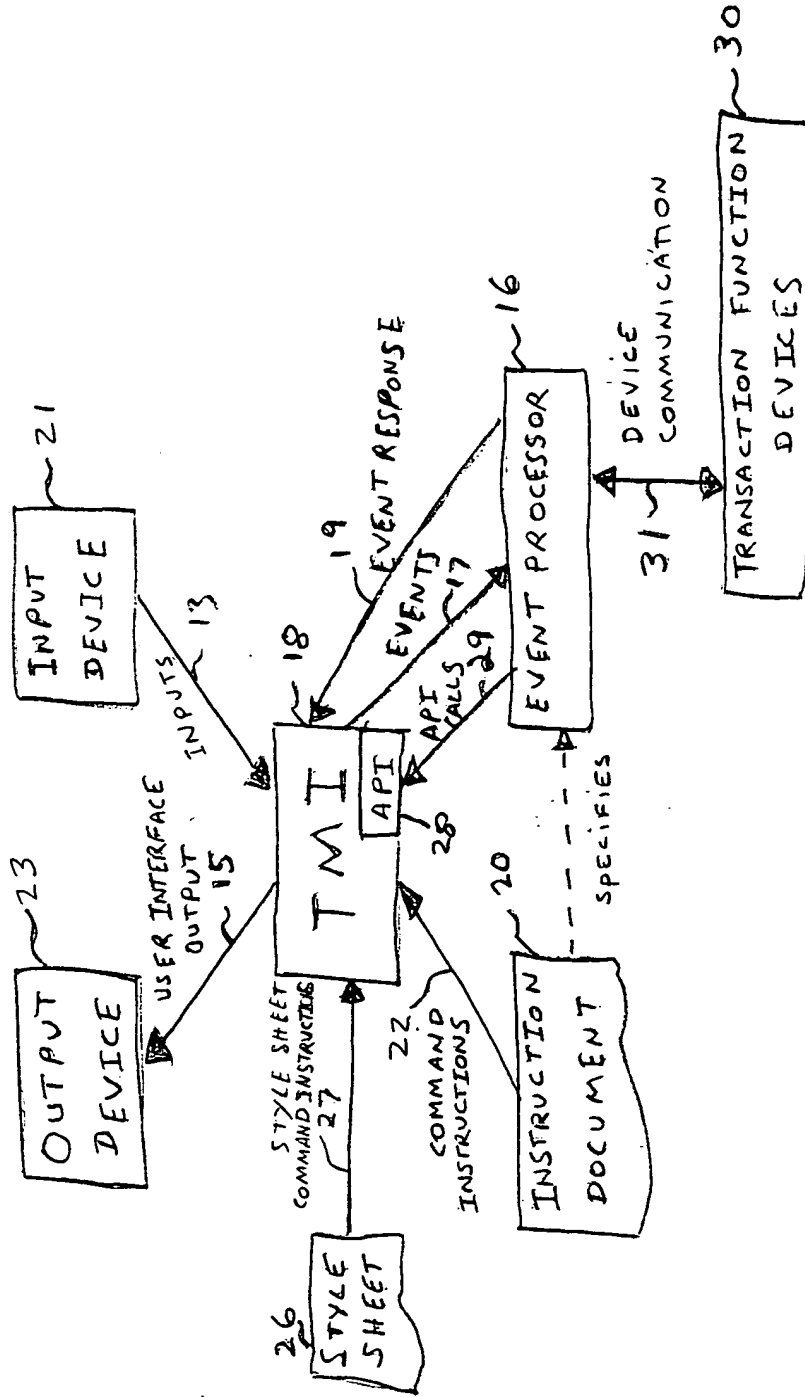 23
OUTPUT
DEVICE
21
INPUT
DEVICE
USER INTERFACE
OUTPUT
15
INPUTS
13
26
STYLE
SHEET
STYLE SHEET
COMMAND INSTRUCTIONS
27
18
TMI
API
28
19
EVENT RESPONSE
EVENTS
17
API
CALLS
29
22
COMMAND
INSTRUCTIONS
20
INSTRUCTION
DOCUMENT
SPECIFIES
16
EVENT PROCESSOR
31
DEVICE
COMMUNICATION
30
TRANSACTION FUNCTION
DEVICES